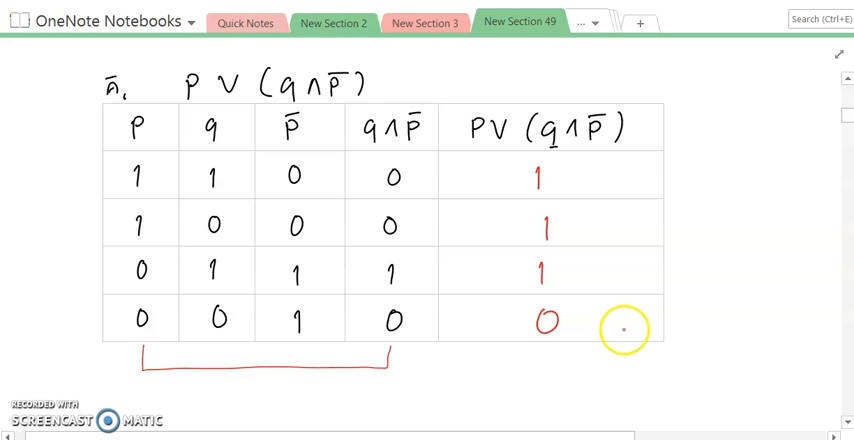 OneNote Notebooks Quick Notes New Section 2 New Section 3 New Section 49 ... + Search (Ctrl+E)
p ∨ (q ∧ p̅)
p q p̅ q ∧ p̅ p ∨ (q ∧ p̅)
1 1 0 0 1
1 0 0 0 1
0 1 1 1 1
0 0 1 0 0
RECORDED WITH
SCREENCAST MATIC